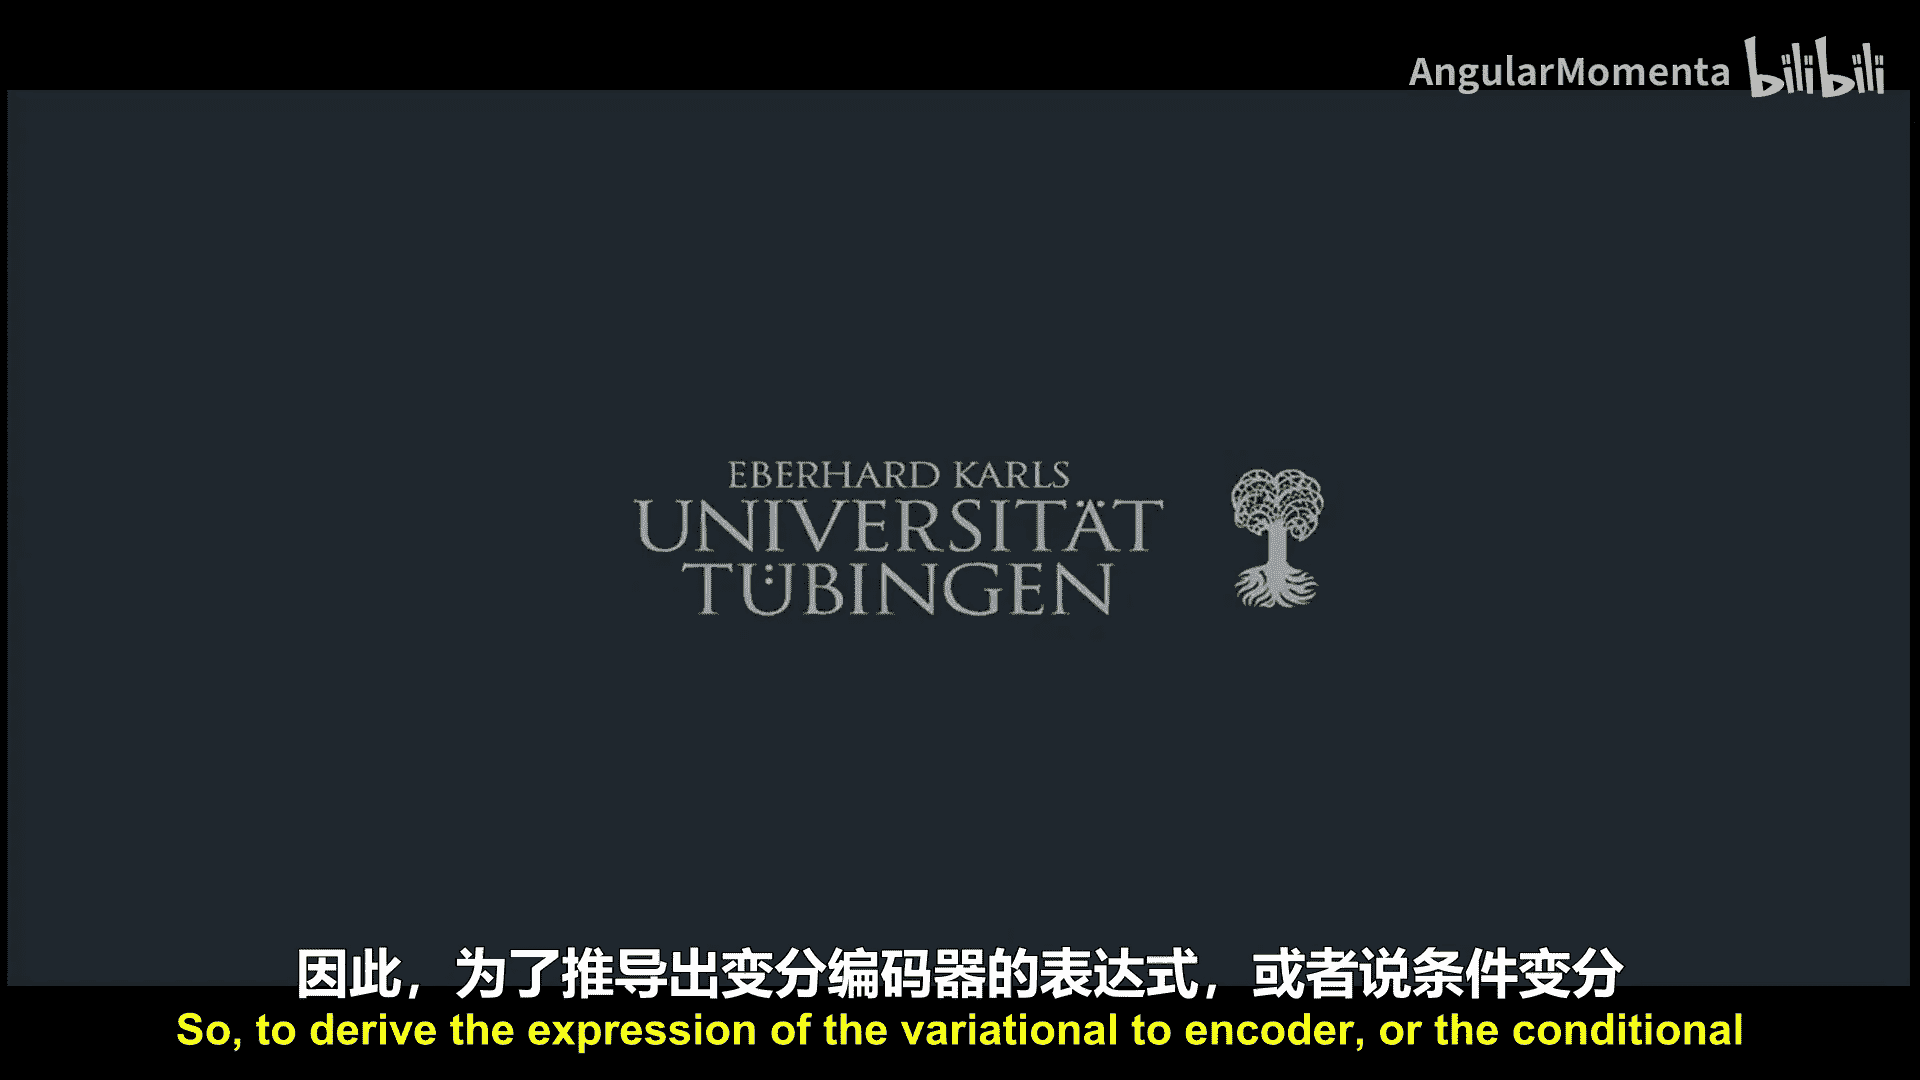 AngularMomenta bilibili
EBERHARD KARLS
UNIVERSITÄT
TÜBINGEN
因此，为了推导出变分编码器的表达式，或者说条件变分
So, to derive the expression of the variational to encoder, or the conditional